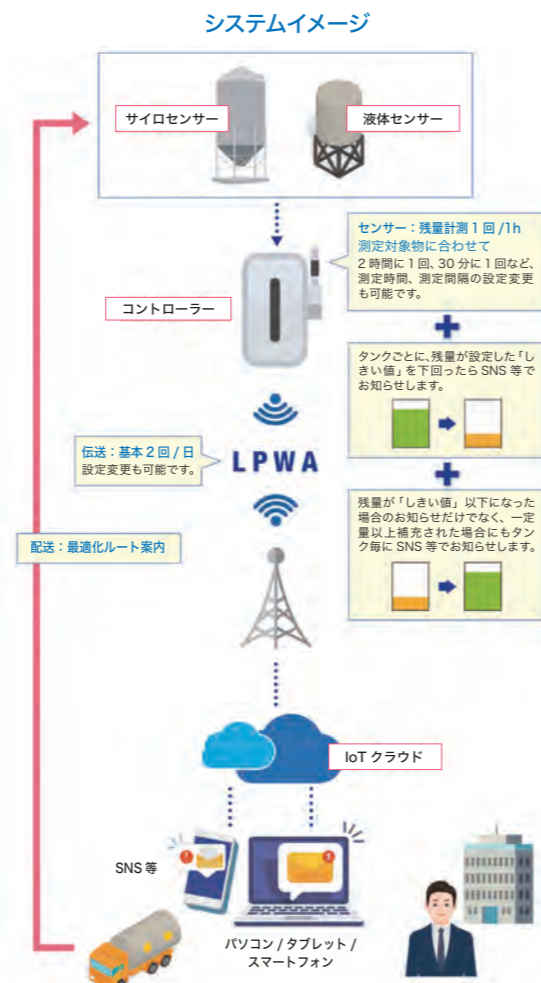 システムイメージ
サイロセンサー
液体センサー
センサー:残量計測 1 回 /1h
測定対象物に合わせて
2 時間に 1 回、30 分に 1 回など、
測定時間、測定間隔の設定変更
も可能です。
コントローラー
タンクごとに、残量が設定した「し
きい値」を下回ったら SNS 等で
お知らせします。
伝送:基本 2 回 / 日
設定変更も可能です。
LPWA
残量が「しきい値」以下になった
場合のお知らせだけでなく、一定
量以上補充された場合にもタン
ク毎に SNS 等でお知らせします。
配送:最適化ルート案内
IoT クラウド
SNS 等
パソコン / タブレット /
スマートフォン